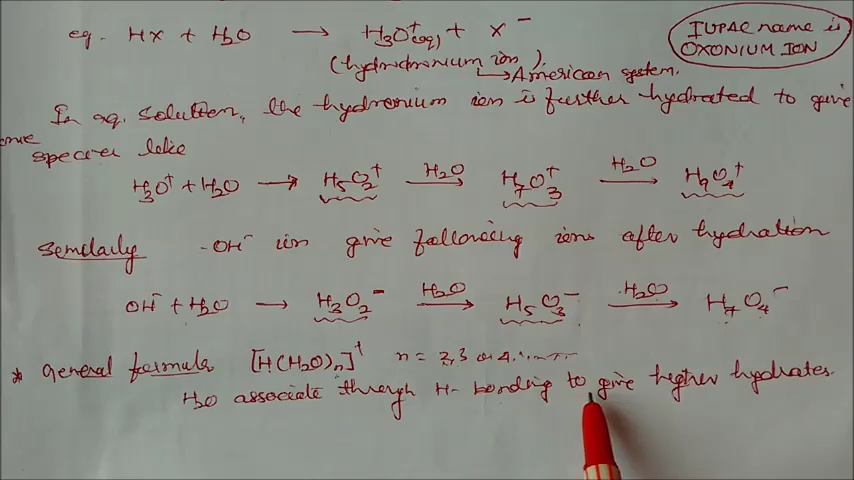 eg. HX + H₂O → H₃O⁺(aq) + X⁻
(hydrodronium ion).
→ American system.
IUPAC name is
OXONIUM ION
In aq. solution, the hydronium ion is further hydrated to give
species like
H₃O⁺ + H₂O → H₅O₂⁺ —H₂O→ H₇O₃⁺ —H₂O→ H₉O₄⁺
Similarly OH⁻ ion give following ions after hydration
OH⁻ + H₂O → H₃O₂⁻ —H₂O→ H₅O₃⁻ —H₂O→ H₇O₄⁻
* General formula [H(H₂O)n]⁺ n = 2,3 or 4
H₂O associate through H-bonding to give higher hydrates.